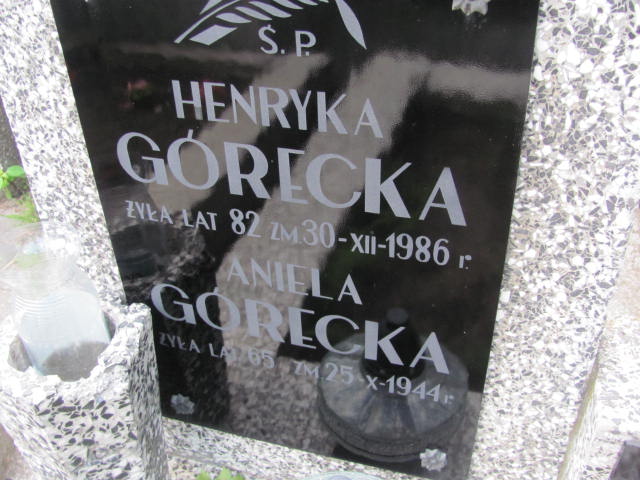 Ś.P.
HENRYKA
GÓRECKA
ŻYŁA LAT 82 ZM. 30-XII-1986 r.
ANIELA
GÓRECKA
ŻYŁA LAT 65 ZM. 25-X-1944 r.